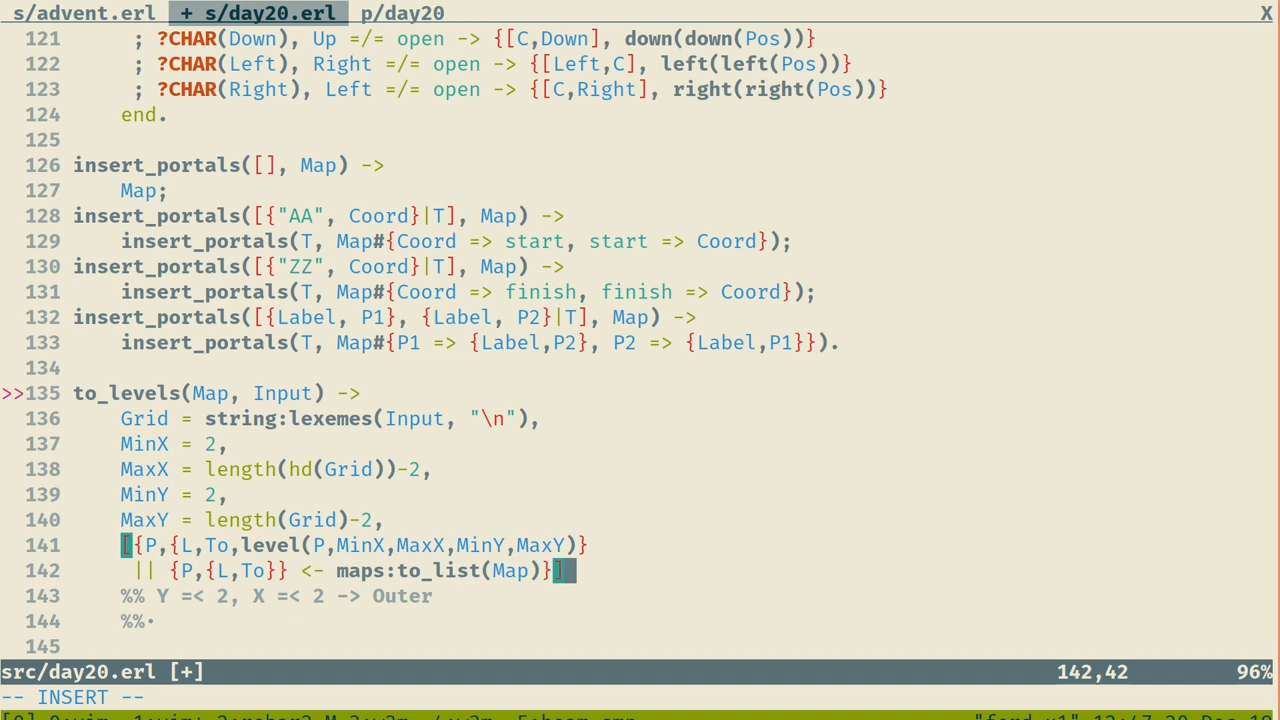 s/advent.erl + s/day20.erl p/day20 X
121 ; ?CHAR(Down), Up =/= open -> {[C,Down], down(down(Pos))}
122 ; ?CHAR(Left), Right =/= open -> {[Left,C], left(left(Pos))}
123 ; ?CHAR(Right), Left =/= open -> {[C,Right], right(right(Pos))}
124 end.
125
126 insert_portals([], Map) ->
127 Map;
128 insert_portals([{"AA", Coord}|T], Map) ->
129 insert_portals(T, Map#{Coord => start, start => Coord});
130 insert_portals([{"ZZ", Coord}|T], Map) ->
131 insert_portals(T, Map#{Coord => finish, finish => Coord});
132 insert_portals([{Label, P1}, {Label, P2}|T], Map) ->
133 insert_portals(T, Map#{P1 => {Label,P2}, P2 => {Label,P1}}).
134
>>135 to_levels(Map, Input) ->
136 Grid = string:lexemes(Input, "\n"),
137 MinX = 2,
138 MaxX = length(hd(Grid))-2,
139 MinY = 2,
140 MaxY = length(Grid)-2,
141 [{P,{L,To,level(P,MinX,MaxX,MinY,MaxY)}
142 || {P,{L,To}} <- maps:to_list(Map)}]
143 %% Y =< 2, X =< 2 -> Outer
144 %%·
145
src/day20.erl [+] 142,42 96%
-- INSERT --